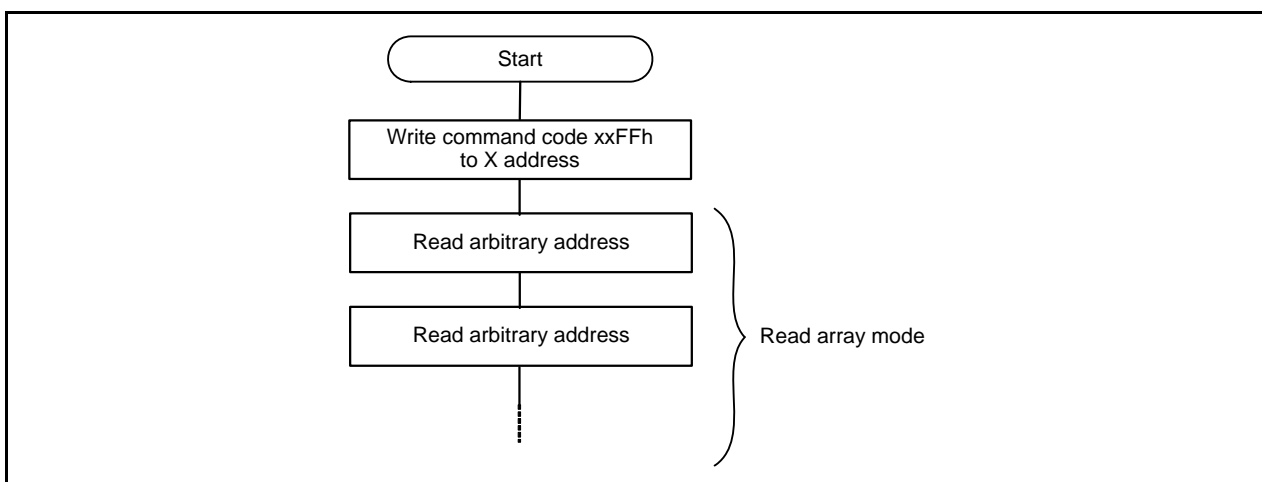 Start
Write command code xxFFh
to X address
Read arbitrary address
Read arbitrary address
Read array mode